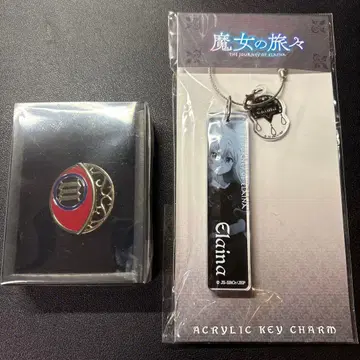 魔女の旅々
THE JOURNEY OF ELAINA
Elaina
ACRYLIC KEY CHARM